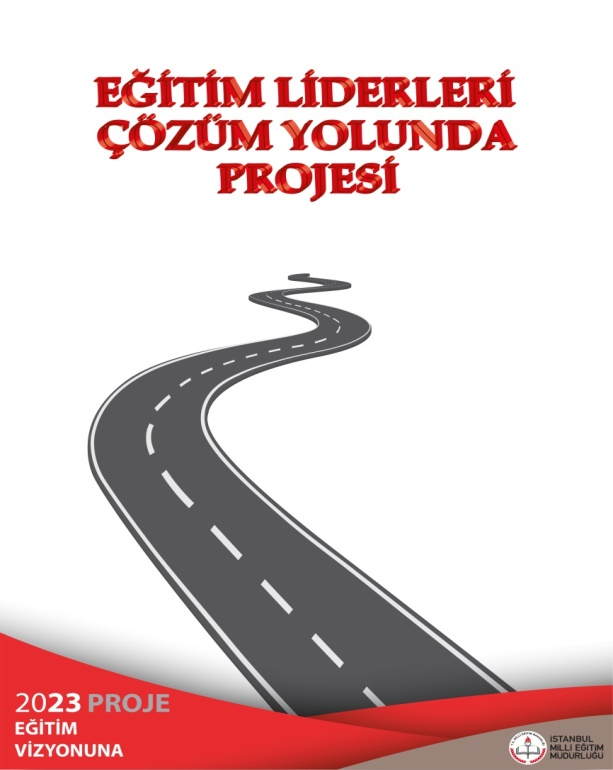 EĞİTİM LİDERLERİ
ÇÖZÜM YOLUNDA
PROJESİ
2023 PROJE
EĞİTİM
VİZYONUNA
İSTANBUL
MİLLİ EĞİTİM
MÜDÜRLÜĞÜ